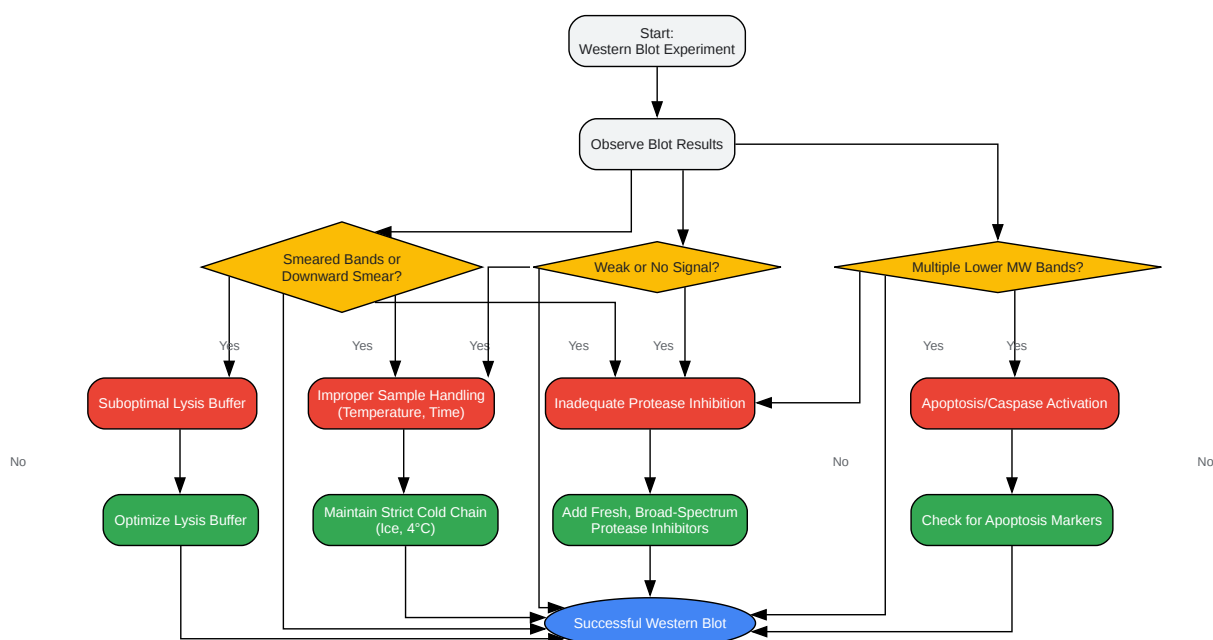 Start:
Western Blot Experiment
Observe Blot Results
Smeared Bands or
Downward Smear?
Weak or No Signal?
Multiple Lower MW Bands?
Yes
Yes
Yes
Yes
Yes
Yes
Yes
Suboptimal Lysis Buffer
Improper Sample Handling
(Temperature, Time)
Inadequate Protease Inhibition
Apoptosis/Caspase Activation
No
No
No
Optimize Lysis Buffer
Maintain Strict Cold Chain
(Ice, 4°C)
Add Fresh, Broad-Spectrum
Protease Inhibitors
Check for Apoptosis Markers
Successful Western Blot